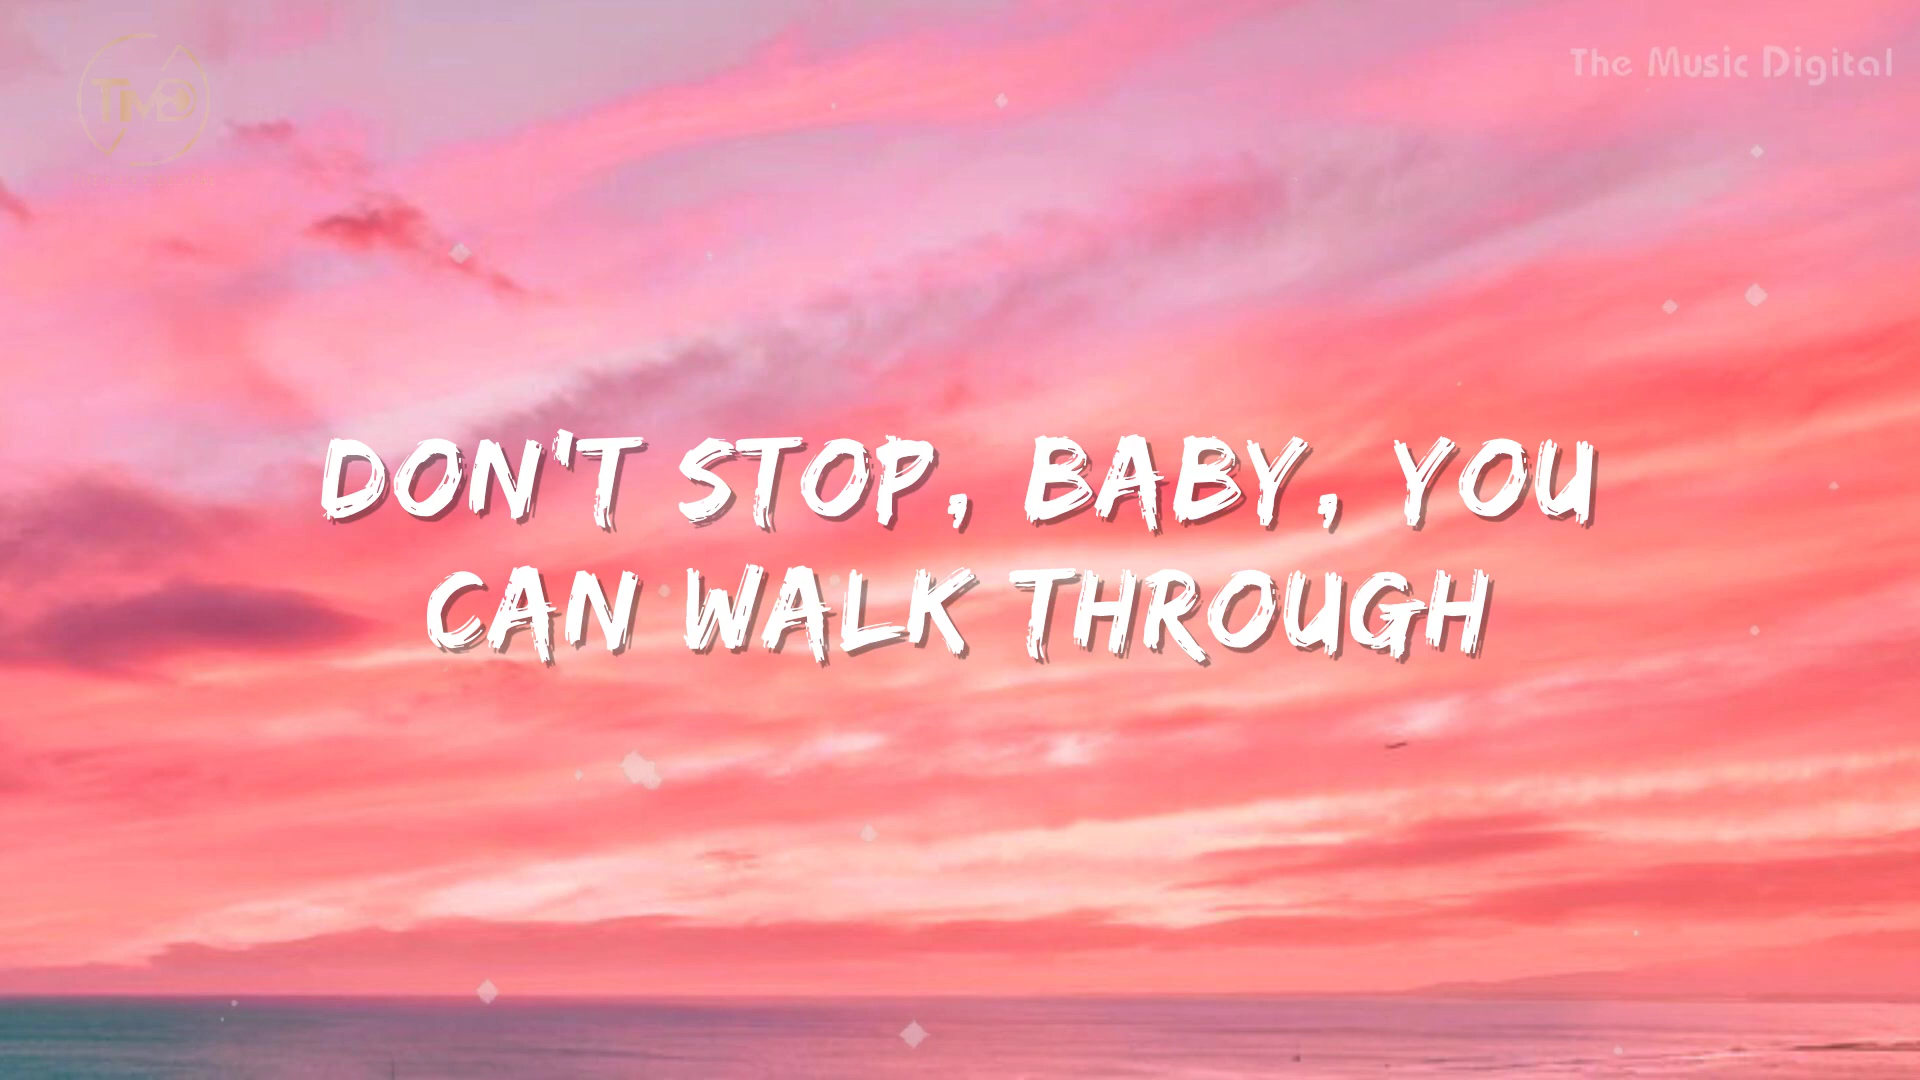 The Music Digital
DON'T STOP, BABY, YOU
CAN WALK THROUGH